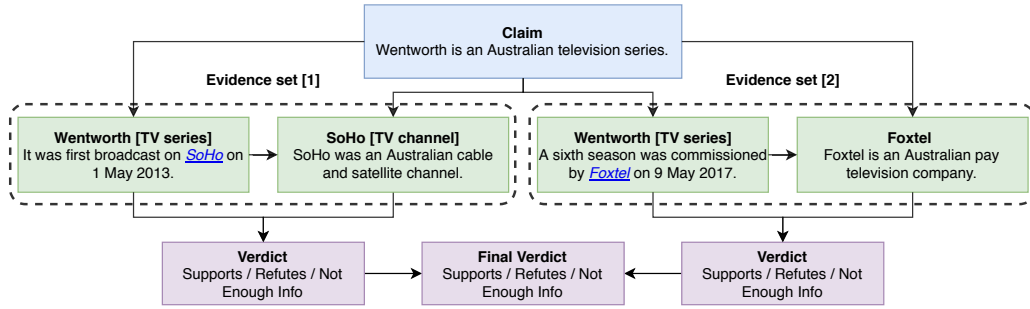 Claim
Wentworth is an Australian television series.
Evidence set [1]
Evidence set [2]
Wentworth [TV series]
It was first broadcast on SoHo on
1 May 2013.
SoHo [TV channel]
SoHo was an Australian cable
and satellite channel.
Wentworth [TV series]
A sixth season was commissioned
by Foxtel on 9 May 2017.
Foxtel
Foxtel is an Australian pay
television company.
Verdict
Supports / Refutes / Not
Enough Info
Final Verdict
Supports / Refutes / Not
Enough Info
Verdict
Supports / Refutes / Not
Enough Info